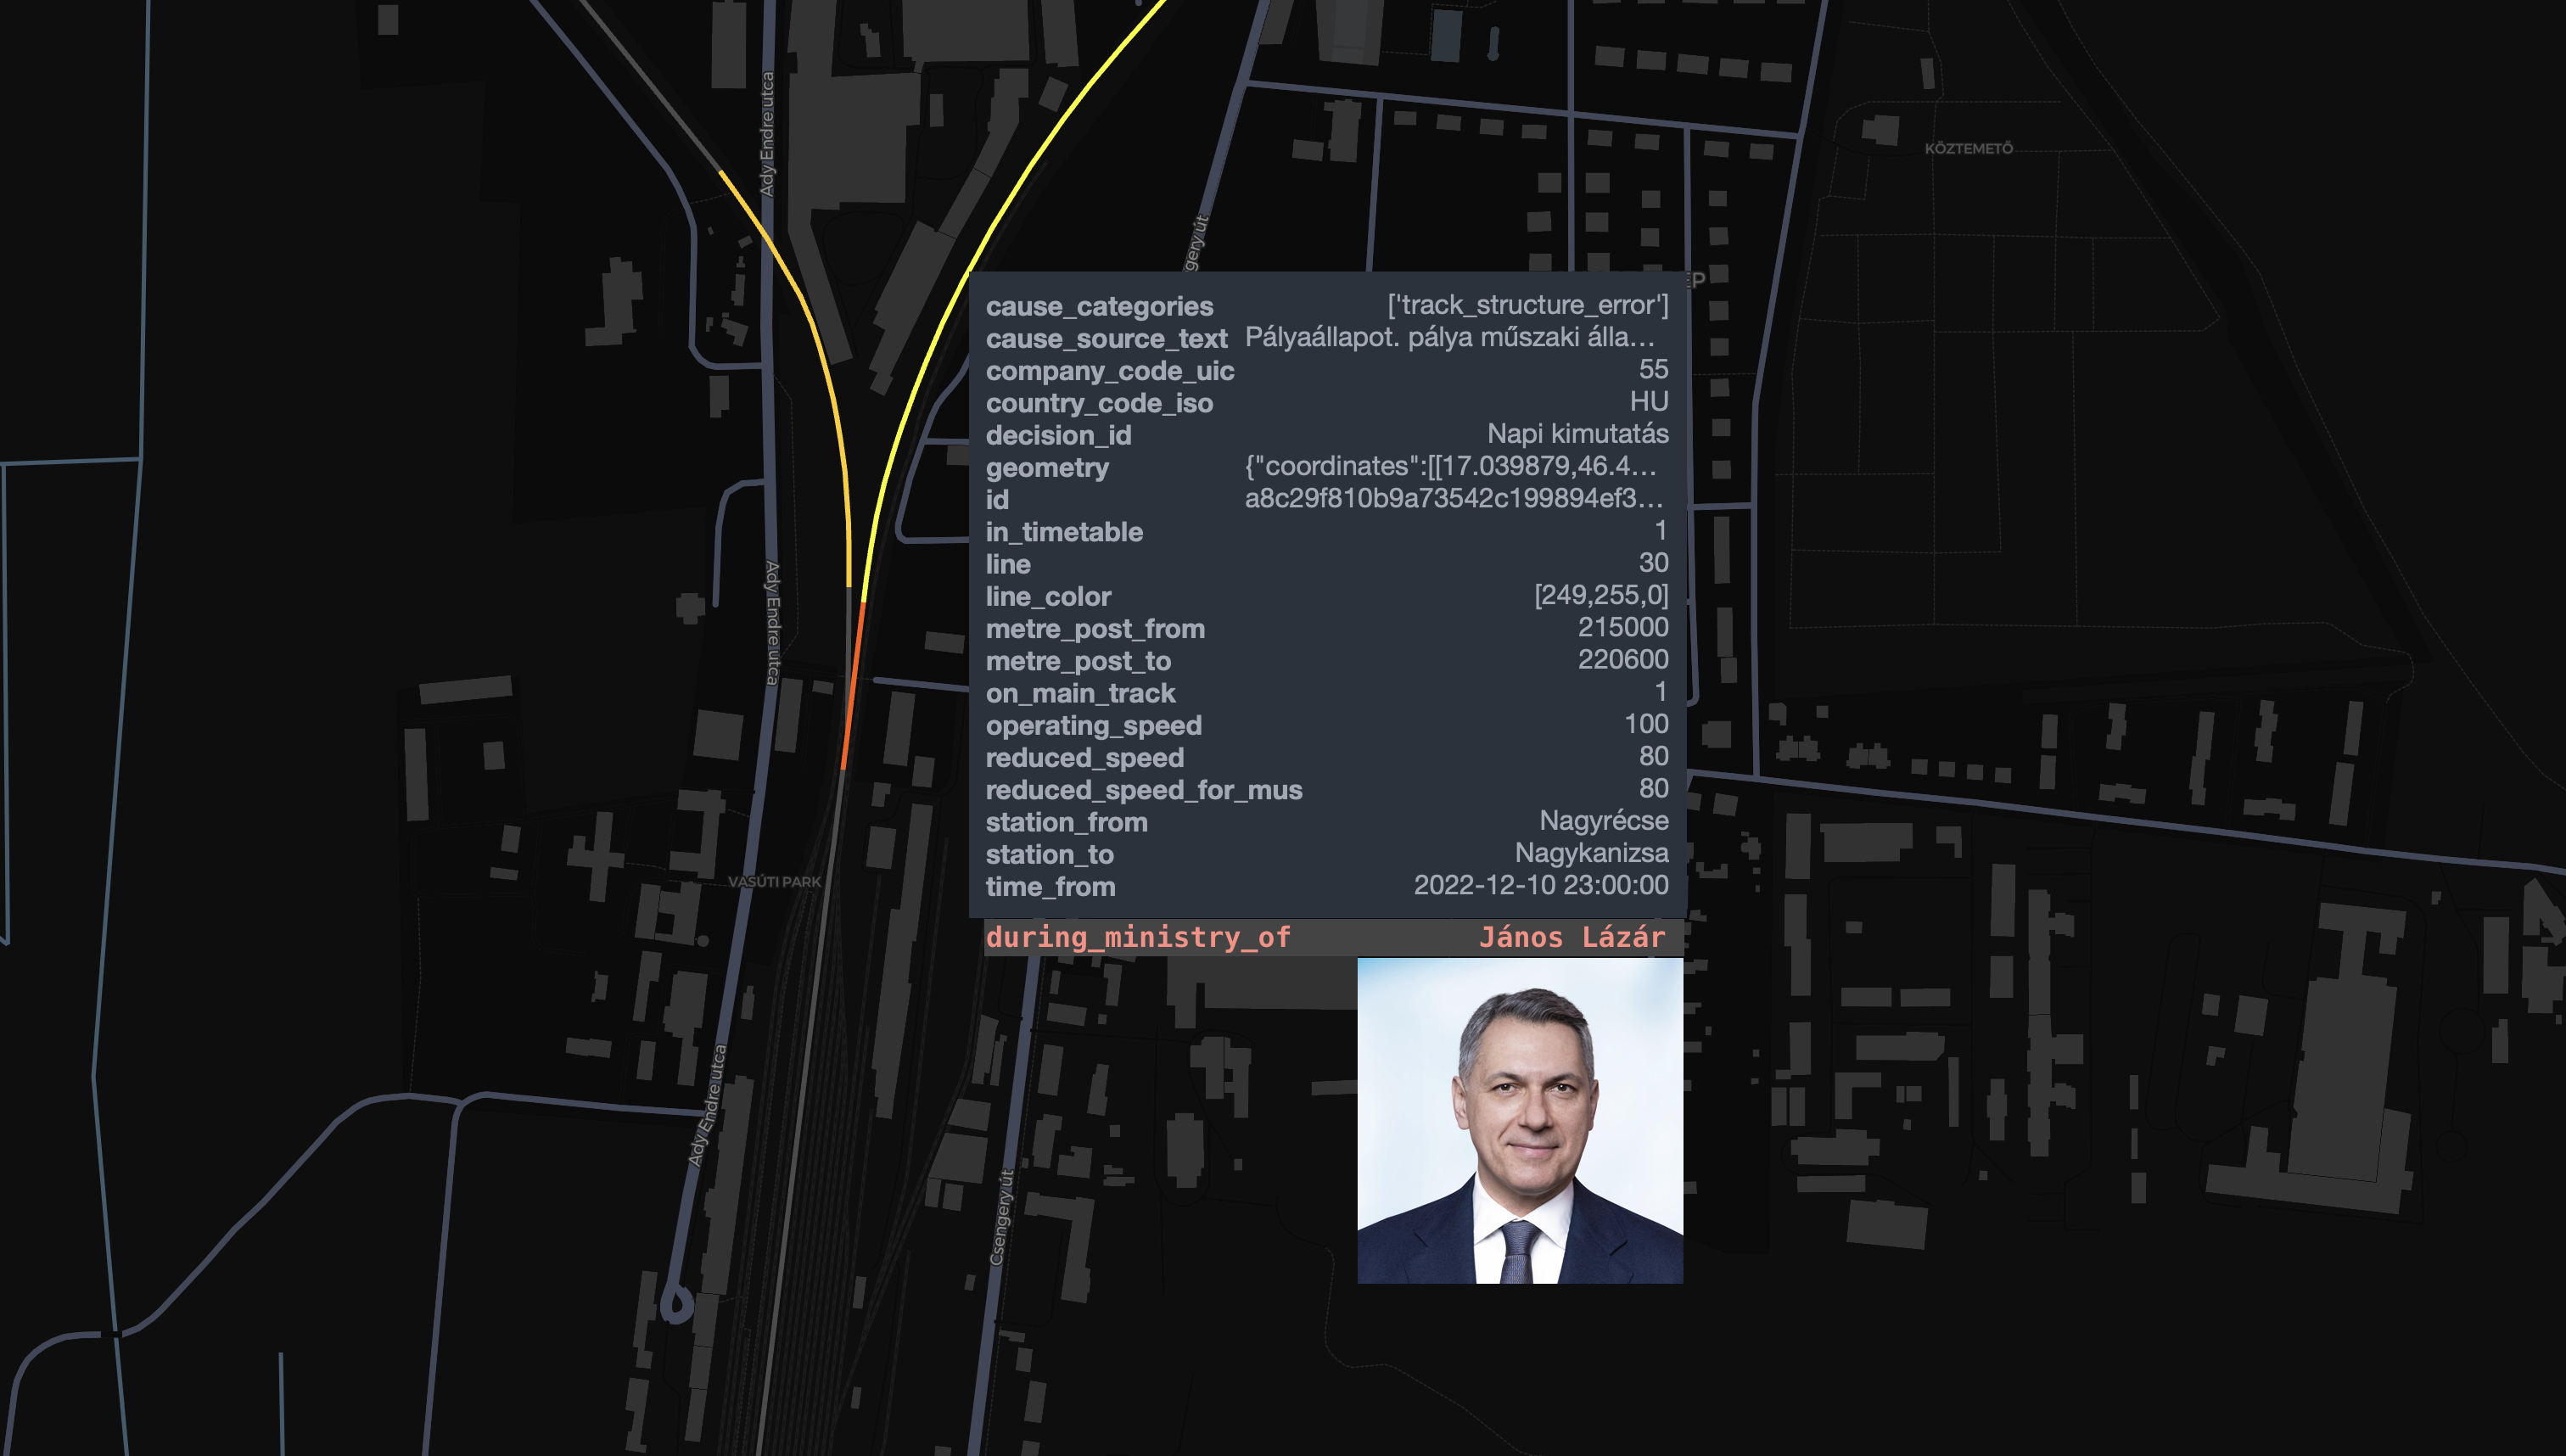 Ady Endre utca
gery út
KÖZTEMETŐ
EP
cause_categories ['track_structure_error']
cause_source_text Pályaállapot. pálya műszaki álla...
company_code_uic 55
country_code_iso HU
decision_id Napi kimutatás
geometry {"coordinates":[[17.039879,46.4...
id a8c29f810b9a73542c199894ef3...
in_timetable 1
line 30
line_color [249,255,0]
metre_post_from 215000
metre_post_to 220600
on_main_track 1
operating_speed 100
reduced_speed 80
reduced_speed_for_mus 80
station_from Nagyrécse
station_to Nagykanizsa
time_from 2022-12-10 23:00:00
during_ministry_of János Lázár
Ady Endre utca
VASÚTI PARK
Ady Endre utca
Csengery út